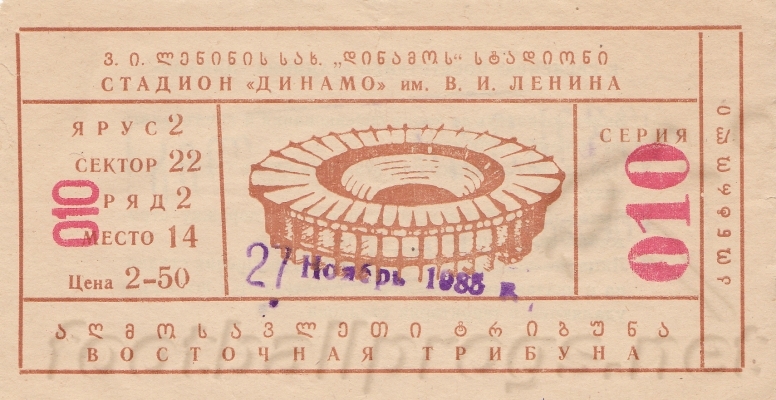 ვ. ი. ლენინის სახ. „დინამოს“ სტადიონი
СТАДИОН «ДИНАМО» им. В. И. ЛЕНИНА
ЯРУС 2
СЕКТОР 22
РЯД 2
МЕСТО 14
Цена 2-50
010
27 Ноябрь 1983 г.
СЕРИЯ
010
აღმოსავლეთი ტრიბუნა
ВОСТОЧНАЯ ТРИБУНА